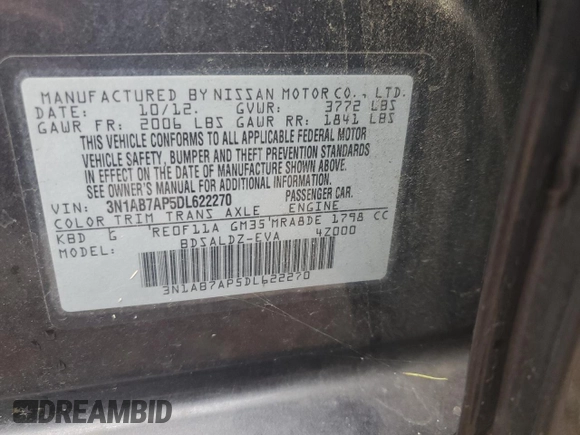 MANUFACTURED BY NISSAN MOTOR CO., LTD.
DATE: 10/12. GVWR: 3772 LBS
GAWR FR: 2006 LBS GAWR RR: 1841 LBS
THIS VEHICLE CONFORMS TO ALL APPLICABLE FEDERAL MOTOR
VEHICLE SAFETY, BUMPER AND THEFT PREVENTION STANDARDS
IN EFFECT ON THE DATE OF MANUFACTURE SHOWN ABOVE.
SEE OWNER'S MANUAL FOR ADDITIONAL INFORMATION.
VIN: 3N1AB7AP5DL622270 PASSENGER CAR.
COLOR TRIM TRANS AXLE ENGINE
KBD G RE0F11A GM35 MRA8DE 1798 CC
MODEL: BDSALDZ-EVA 4Z000
3N1AB7AP5DL622270
DREAMBID